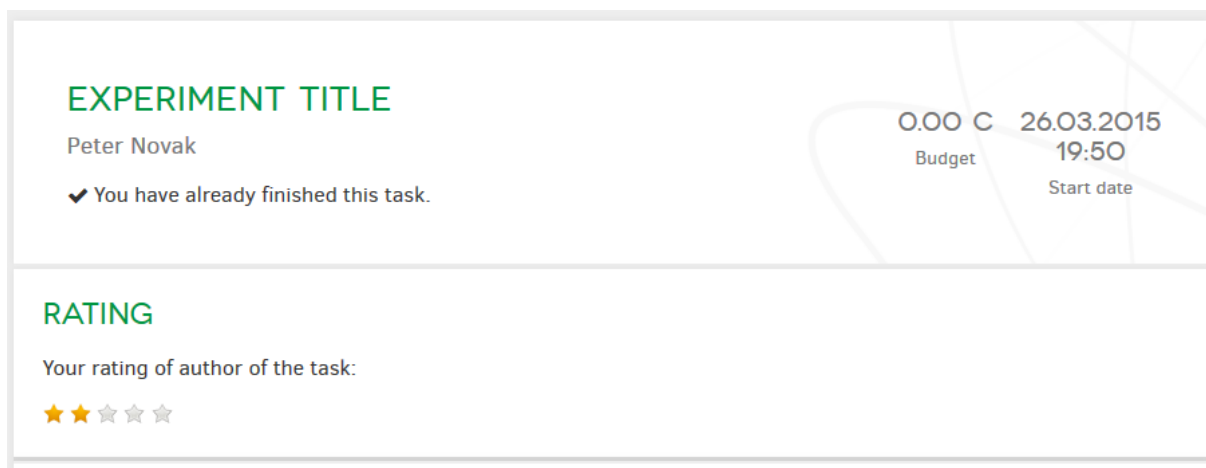 EXPERIMENT TITLE
Peter Novak
✔ You have already finished this task.
0.00 C
Budget
26.03.2015
19:50
Start date
RATING
Your rating of author of the task: